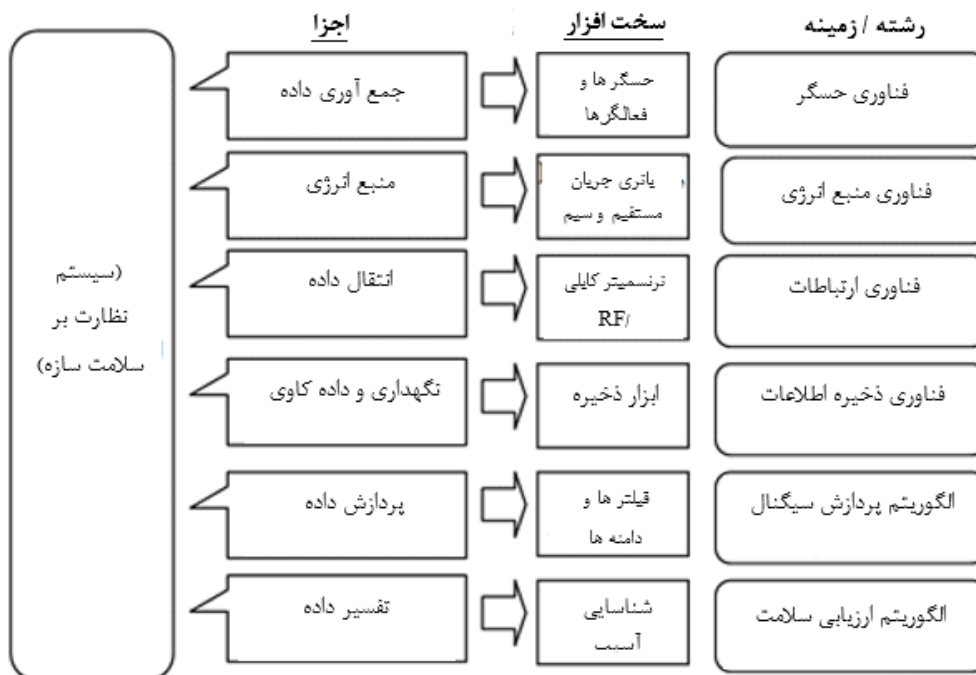 رشته / زمینه
سخت افزار
اجزا
(سیستم
نظارت بر
سلامت سازه)
جمع آوری داده
حسگر ها و
فعالگرها
فناوری حسگر
منبع انرژی
یاتری جریان
مستقیم و سیم
فناوری منبع انرژی
انتقال داده
ترنسمیتر کابلی
/RF
فناوری ارتباطات
نگهداری و داده کاوی
ابزار ذخیره
فناوری ذخیره اطلاعات
پردازش داده
قیلتر ها و
دامنه ها
الگوریتم پردازش سیگنال
تفسیر داده
شناسایی
آسیب
الگوریتم ارزیابی سلامت